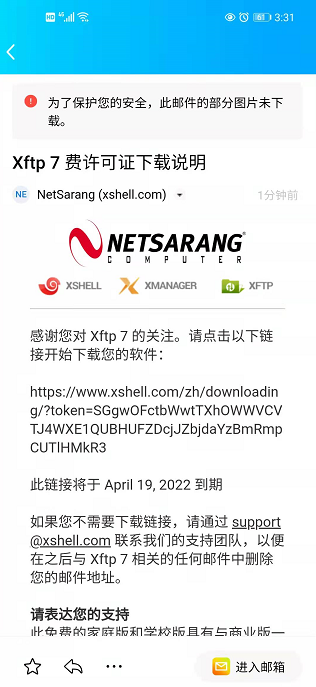 HD 4G 61 3:31
为了保护您的安全，此邮件的部分图片未下
载。
Xftp 7 费许可证下载说明
NE NetSarang (xshell.com) 1分钟前
NETSARANG
COMPUTER
XSHELL XMANAGER XFTP
感谢您对 Xftp 7 的关注。请点击以下链
接开始下载您的软件：
https://www.xshell.com/zh/downloadin
g/?token=SGgwOFctbWwtTXhOWWVCV
TJ4WXE1QUBHUFZDcjJZbjdaYzBmRmp
CUTlHMkR3
此链接将于 April 19, 2022 到期
如果您不需要下载链接，请通过 support
@xshell.com 联系我们的支持团队，以便
在之后与 Xftp 7 相关的任何邮件中删除
您的邮件地址。
请表达您的支持
此免费的家庭版和学校版具有与商业版一
进入邮箱